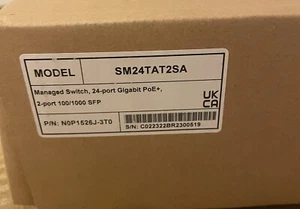 MODEL SM24TAT2SA
Managed Switch, 24-port Gigabit PoE+,
2-port 100/1000 SFP
UK
CA
P/N: N0P1526J-3T0
S/N: C022322BR2300519